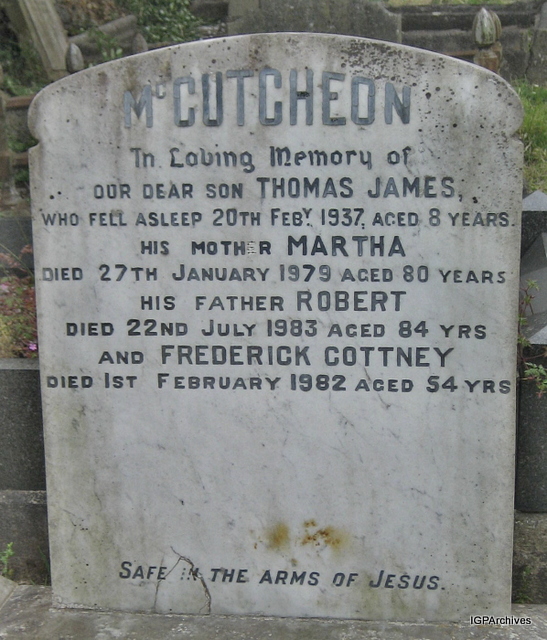 McCUTCHEON
In Loving Memory of
OUR DEAR SON THOMAS JAMES,
WHO FELL ASLEEP 20TH FEBY. 1937, AGED 8 YEARS.
HIS MOTHER MARTHA
DIED 27TH JANUARY 1979 AGED 80 YEARS
HIS FATHER ROBERT
DIED 22ND JULY 1983 AGED 84 YRS
AND FREDERICK COTTNEY
DIED 1ST FEBRUARY 1982 AGED 54 YRS
SAFE IN THE ARMS OF JESUS.
IGPArchives